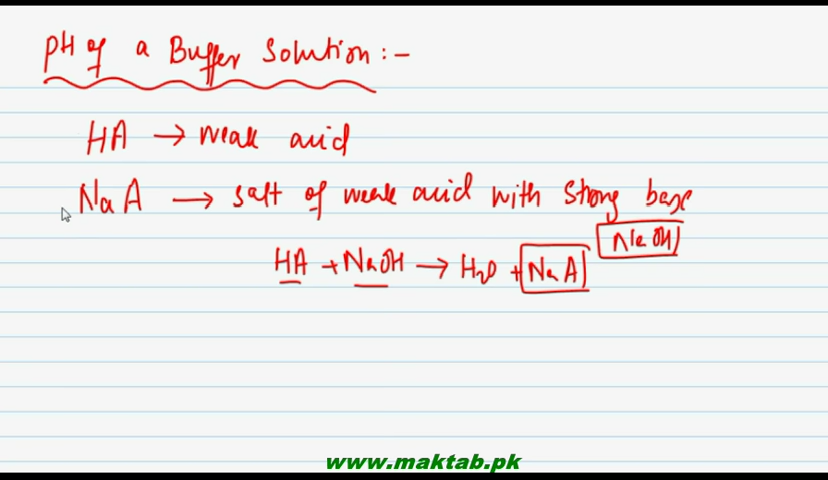 pH of a Buffer Solution :-
HA → weak acid
NaA → salt of weak acid with strong base
NaOH
HA + NaOH → H₂O + NaA
www.maktab.pk